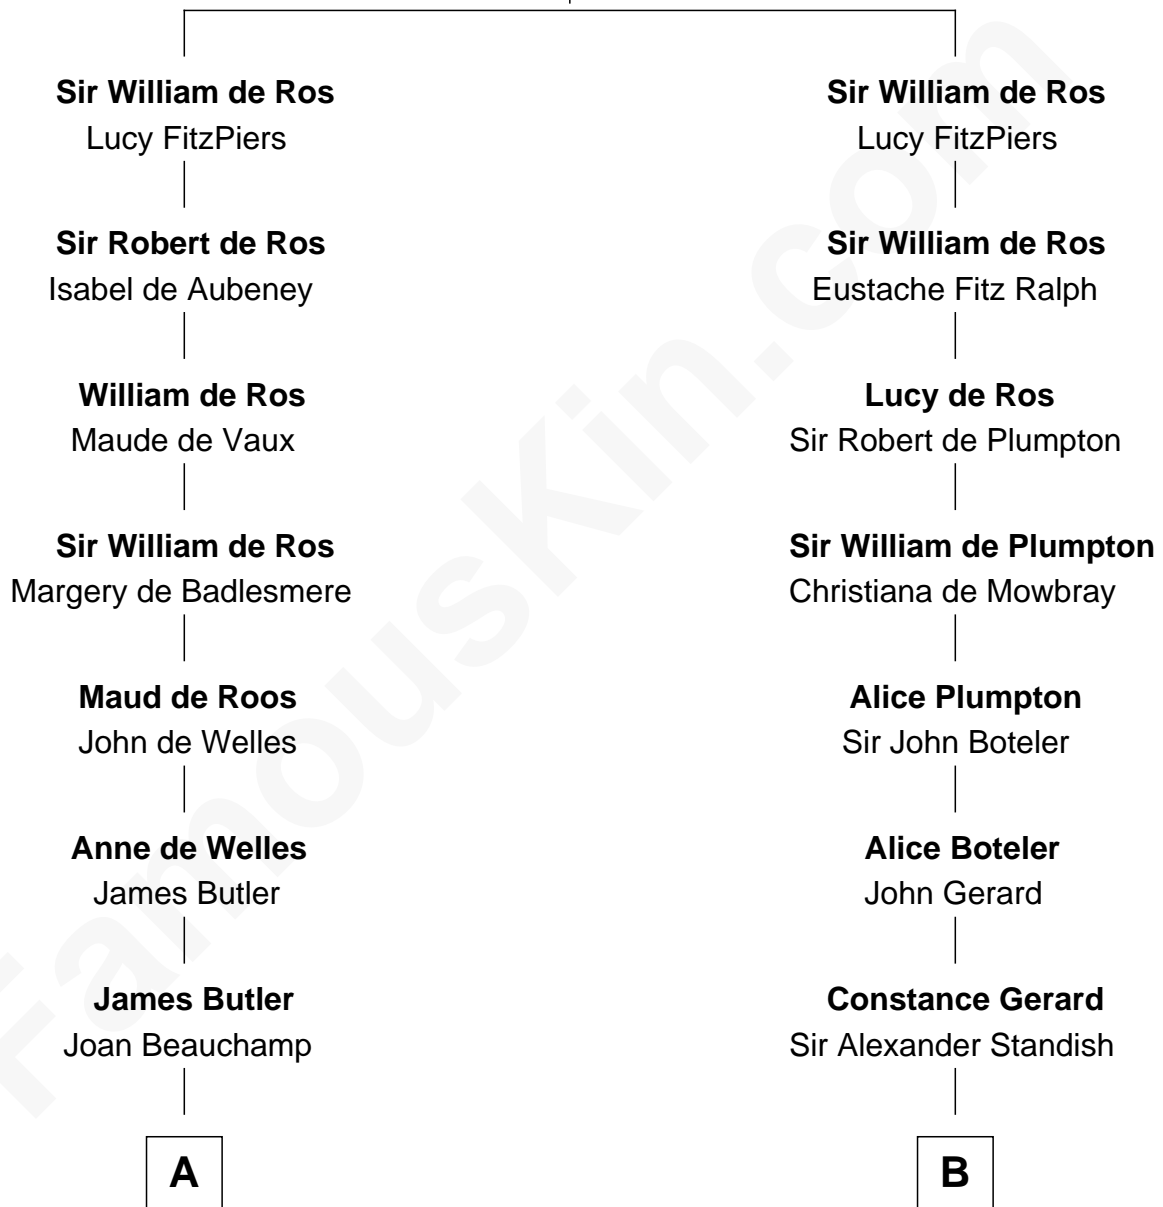 Sir William de Ros
Lucy FitzPiers
Sir Robert de Ros
Isabel de Aubeney
William de Ros
Maude de Vaux
Sir William de Ros
Margery de Badlesmere
Maud de Roos
John de Welles
Anne de Welles
James Butler
James Butler
Joan Beauchamp
A
Sir William de Ros
Lucy FitzPiers
Sir William de Ros
Eustache Fitz Ralph
Lucy de Ros
Sir Robert de Plumpton
Sir William de Plumpton
Christiana de Mowbray
Alice Plumpton
Sir John Boteler
Alice Boteler
John Gerard
Constance Gerard
Sir Alexander Standish
B
FamousKin.com